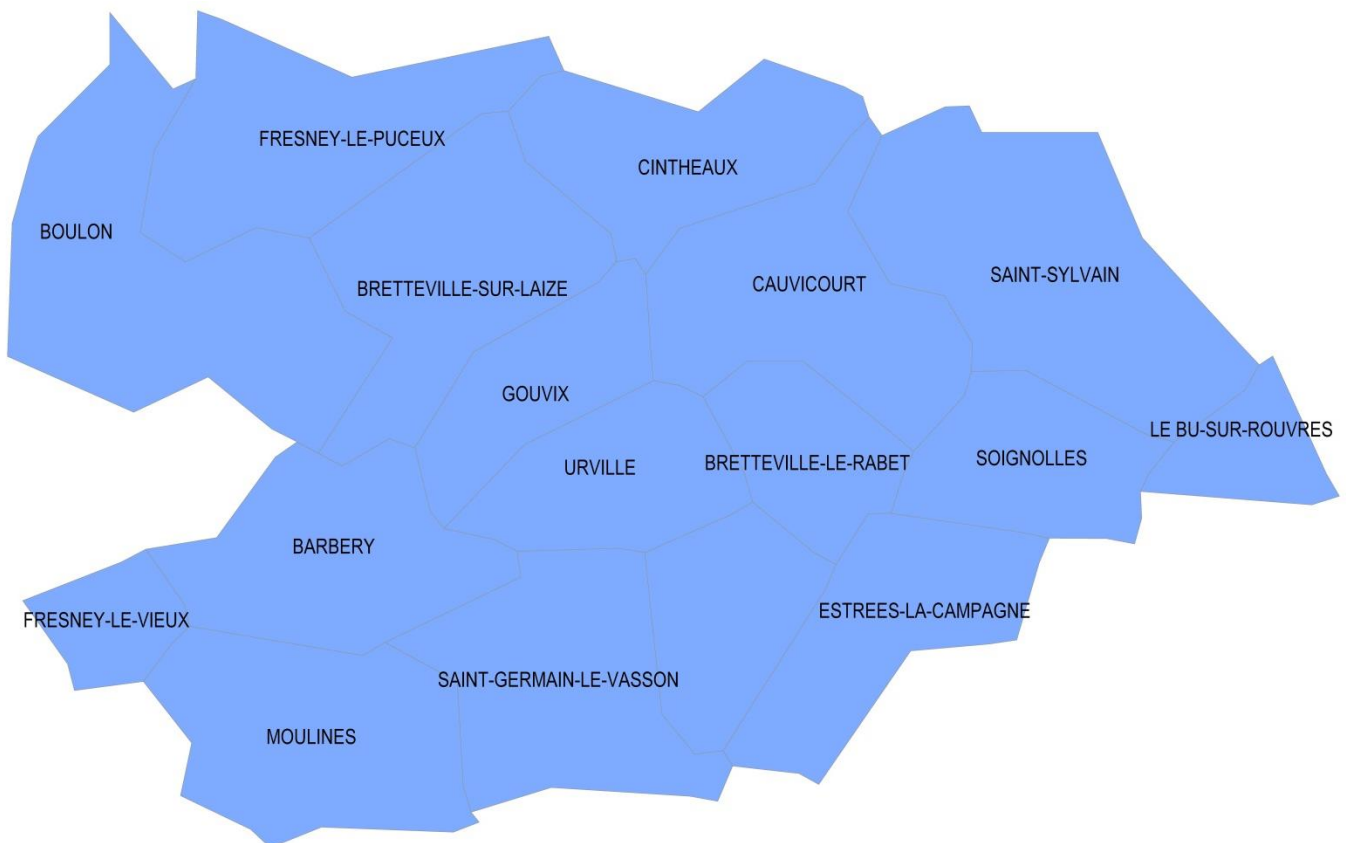 FRESNEY-LE-PUCEUX
CINTHEAUX
BOULON
BRETTEVILLE-SUR-LAIZE
CAUVICOURT
SAINT-SYLVAIN
GOUVIX
URVILLE
BRETTEVILLE-LE-RABET
SOIGNOLLES
LE BU-SUR-ROUVRES
BARBERY
FRESNEY-LE-VIEUX
ESTREES-LA-CAMPAGNE
SAINT-GERMAIN-LE-VASSON
MOULINES